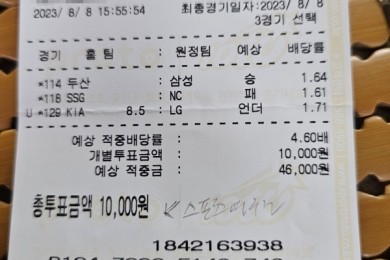 2023/ 8/ 8 15:55:54
최종경기일자:2023/ 8/ 8
3경기 선택
경기 홈 팀 : 원정팀 예상 배당률
*114 두산 : 삼성 승 1.64
*118 SSG : NC 패 1.61
U *129 KIA 8.5 : LG 언더 1.71
예상 적중배당률 : 4.60배
개별투표금액 : 10,000원
예상 적중금 : 46,000원
총투표금액 10,000원
1842163938